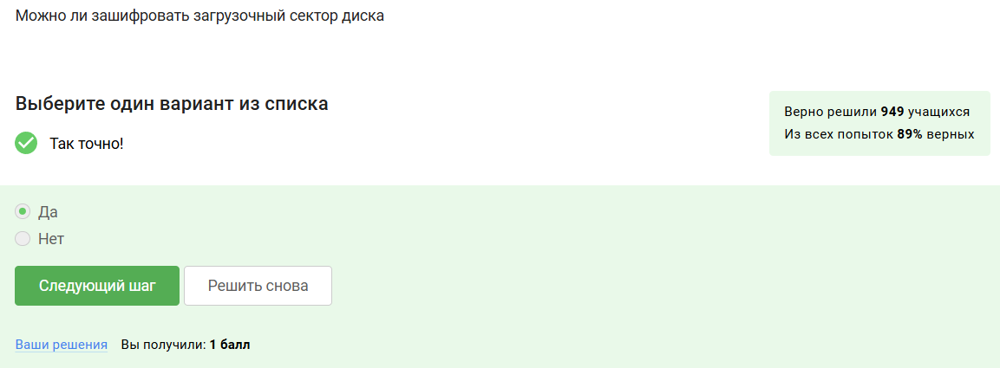 Можно ли зашифровать загрузочный сектор диска
Выберите один вариант из списка
Так точно!
Верно решили 949 учащихся
Из всех попыток 89% верных
Да
Нет
Следующий шаг
Решить снова
Ваши решения Вы получили: 1 балл